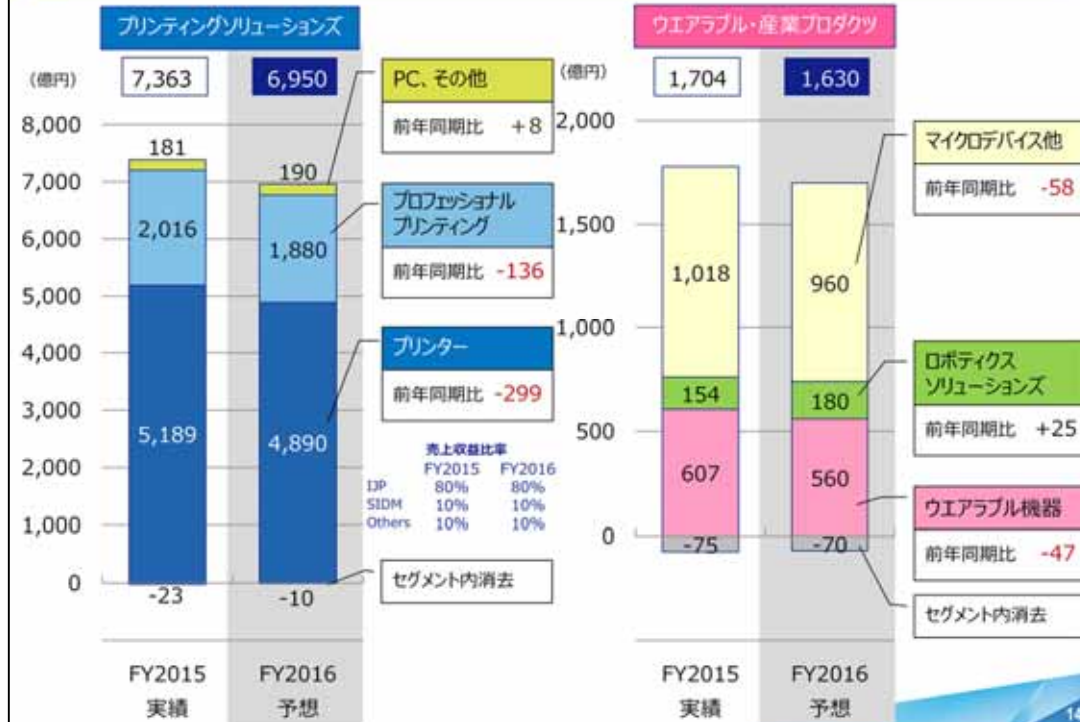 プリンティングソリューションズ
(億円)
7,363
6,950
8,000
7,000
6,000
5,000
4,000
3,000
2,000
1,000
0
181
190
2,016
1,880
5,189
4,890
-23
-10
FY2015
実績
FY2016
予想
PC、その他
前年同期比 +8
プロフェッショナル
プリンティング
前年同期比 -136
プリンター
前年同期比 -299
売上収益比率
FY2015 FY2016
IJP 80% 80%
SIDM 10% 10%
Others 10% 10%
セグメント内消去
ウエアラブル・産業プロダクツ
(億円)
1,704
1,630
2,000
1,500
1,000
500
0
1,018
960
154
180
607
560
-75
-70
FY2015
実績
FY2016
予想
マイクロデバイス他
前年同期比 -58
ロボティクス
ソリューションズ
前年同期比 +25
ウエアラブル機器
前年同期比 -47
セグメント内消去
14